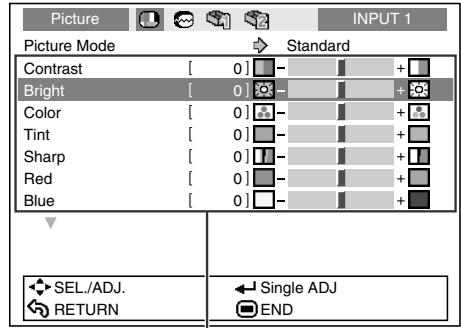 Picture INPUT 1
Picture Mode Standard
Contrast [ 0 ] - +
Bright [ 0 ] - +
Color [ 0 ] - +
Tint [ 0 ] - +
Sharp [ 0 ] - +
Red [ 0 ] - +
Blue [ 0 ] - +
SEL./ADJ. Single ADJ
RETURN END